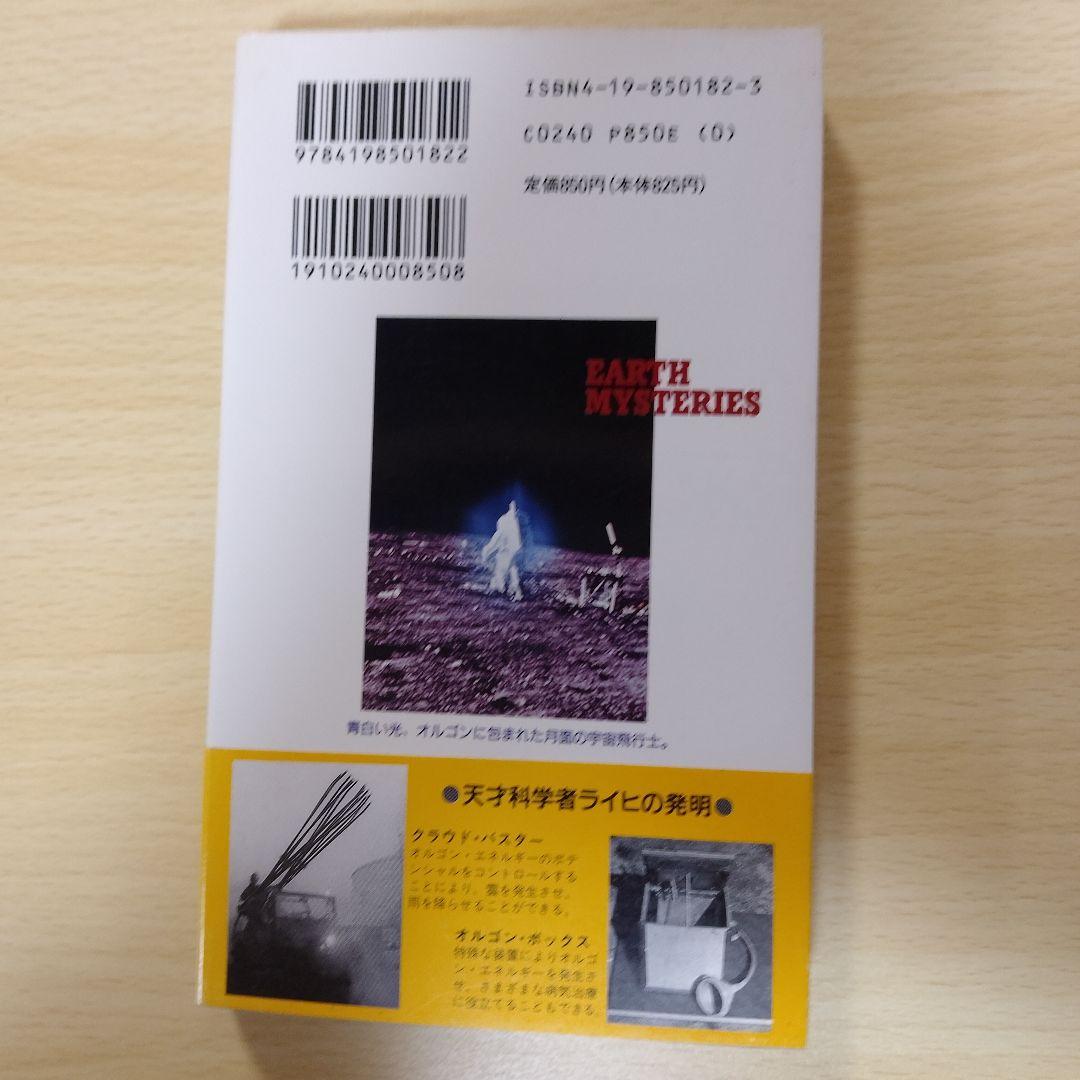 ISBN4-19-850182-3
9784198501822
C0240 P850E (0)
定価850円(本体825円)
1910240008508
EARTH
MYSTERIES
青白い光、オルゴンに包まれた月面の宇宙飛行士。
●天才科学者ライヒの発明●
クラウド・バスター
オルゴン・エネルギーのポテ
ンシャルをコントロールする
ことにより、雲を発生させ、
雨を降らせることができる。
オルゴン・ボックス
特殊な装置によりオルゴ
ン・エネルギーを発生さ
せ、さまざまな病気治療
に役立てることもできる。